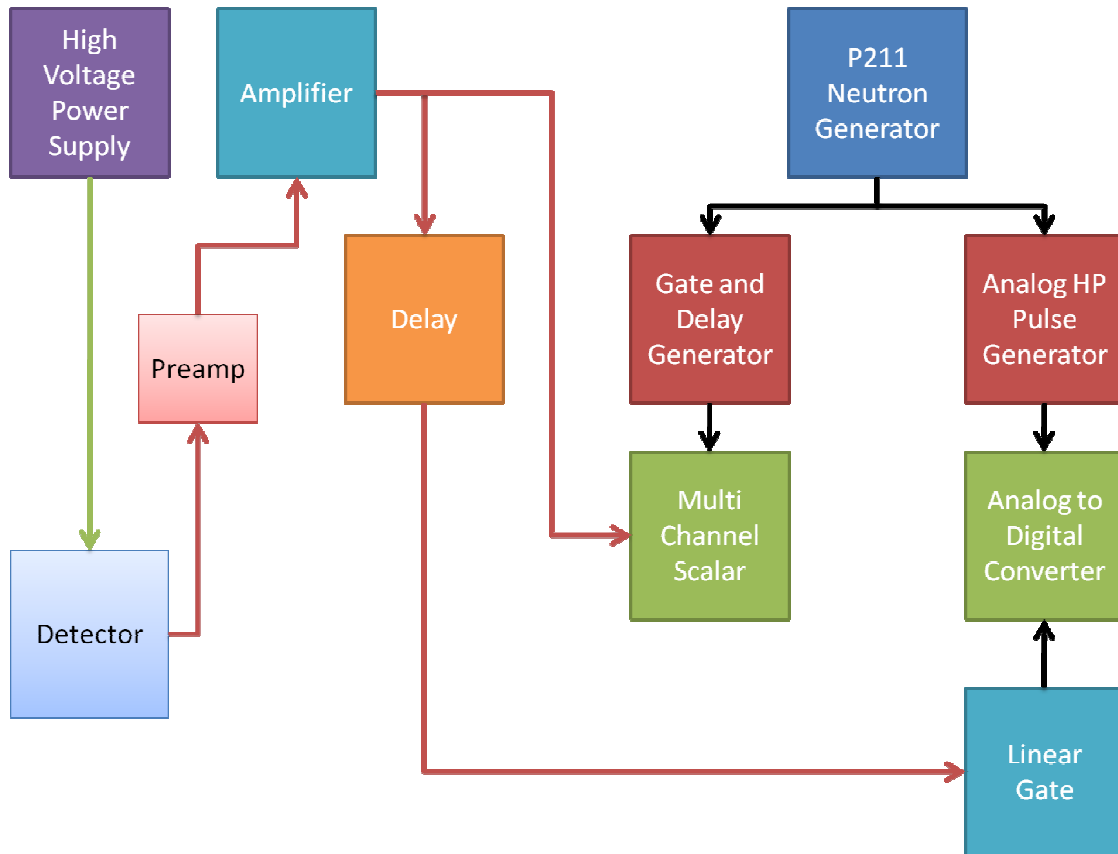 High
Voltage
Power
Supply
Amplifier
P211
Neutron
Generator
Preamp
Delay
Gate and
Delay
Generator
Analog HP
Pulse
Generator
Detector
Multi
Channel
Scalar
Analog to
Digital
Converter
Linear
Gate